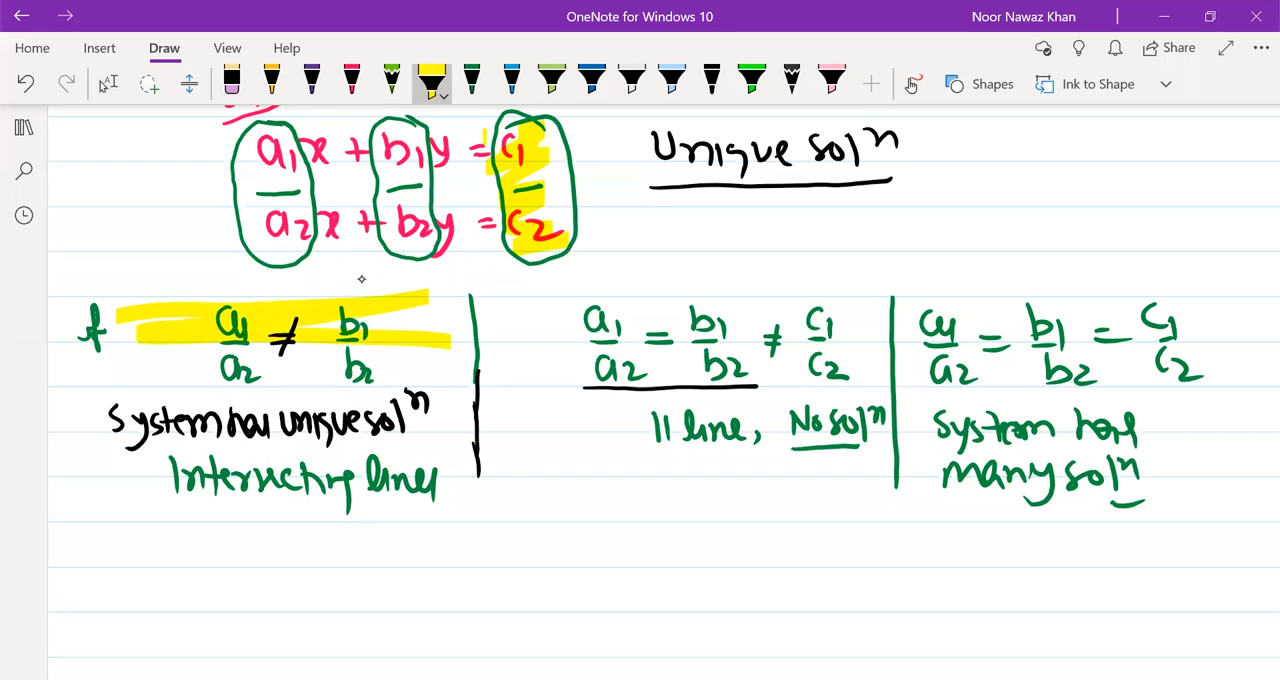 OneNote for Windows 10
Noor Nawaz Khan
Home Insert Draw View Help
Share
Shapes
Ink to Shape
a1x + b1y = c1
a2x + b2y = c2
Unique solⁿ
If a1/a2 ≠ b1/b2
System has unique solⁿ
Intersecting lines
a1/a2 = b1/b2 ≠ c1/c2
|| line, No solⁿ
a1/a2 = b1/b2 = c1/c2
System has
many solⁿ